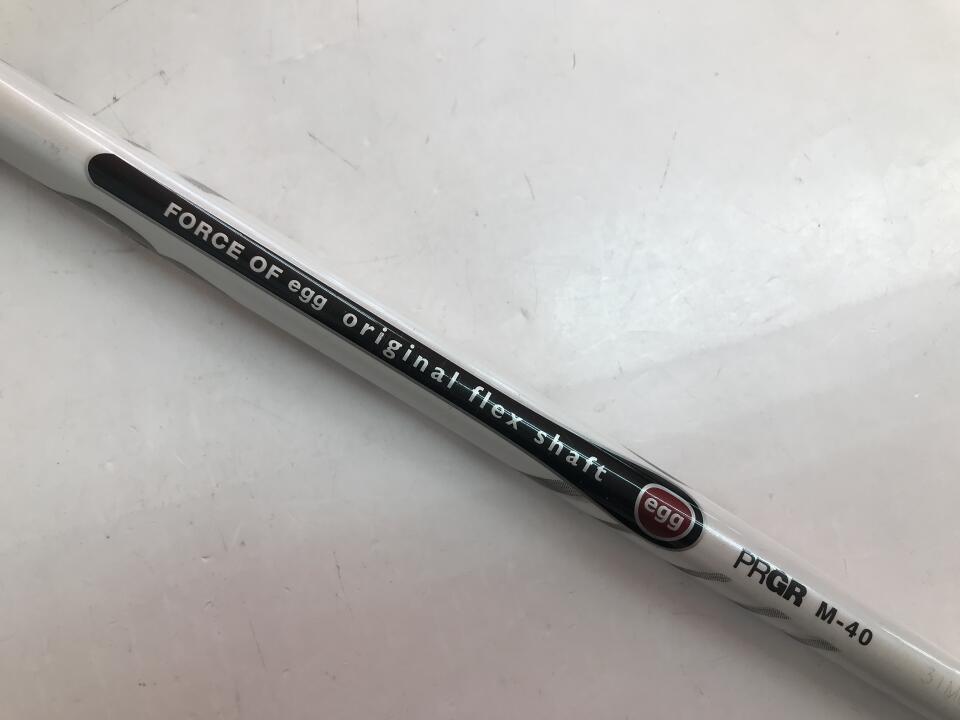 FORCE OF egg original flex shaft
egg
PRGR M-40